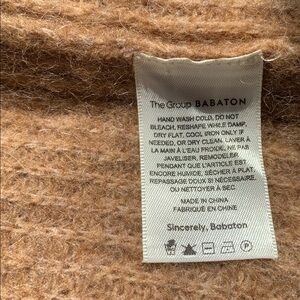 The Group BABATON
HAND WASH COLD, DO NOT
BLEACH, RESHAPE WHILE DAMP,
DRY FLAT, COOL IRON ONLY IF
NEEDED, OR DRY CLEAN. LAVER À
LA MAIN À L'EAU FROIDE, NE PAS
JAVELISER, REMODELER
PENDANT QUE L'ARTICLE EST
ENCORE HUMIDE, SÉCHER À PLAT,
REPASSAGE DOUX SI NÉCESSAIRE,
OU NETTOYER À SEC.
MADE IN CHINA
FABRIQUÉ EN CHINE
Sincerely, Babaton
P